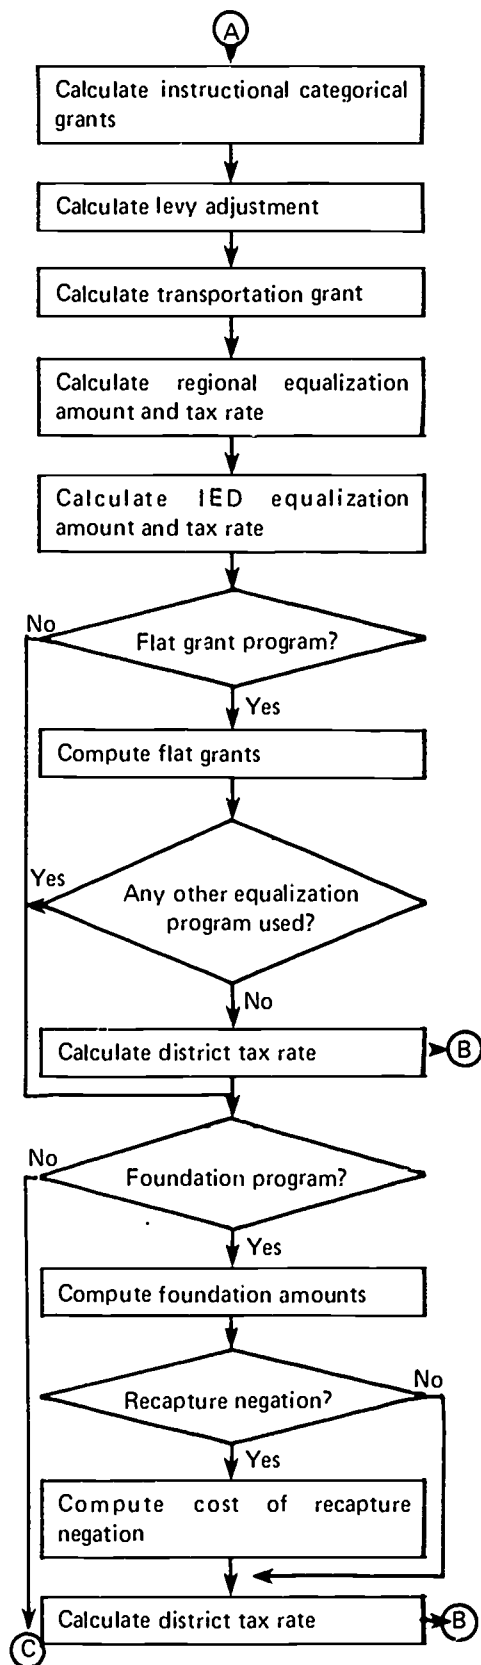 A
Calculate instructional categorical
grants
Calculate levy adjustment
Calculate transportation grant
Calculate regional equalization
amount and tax rate
Calculate IED equalization
amount and tax rate
No
Flat grant program?
Yes
Compute flat grants
Yes
Any other equalization
program used?
No
Calculate district tax rate
B
No
Foundation program?
Yes
Compute foundation amounts
No
Recapture negation?
Yes
Compute cost of recapture
negation
Calculate district tax rate
B
C